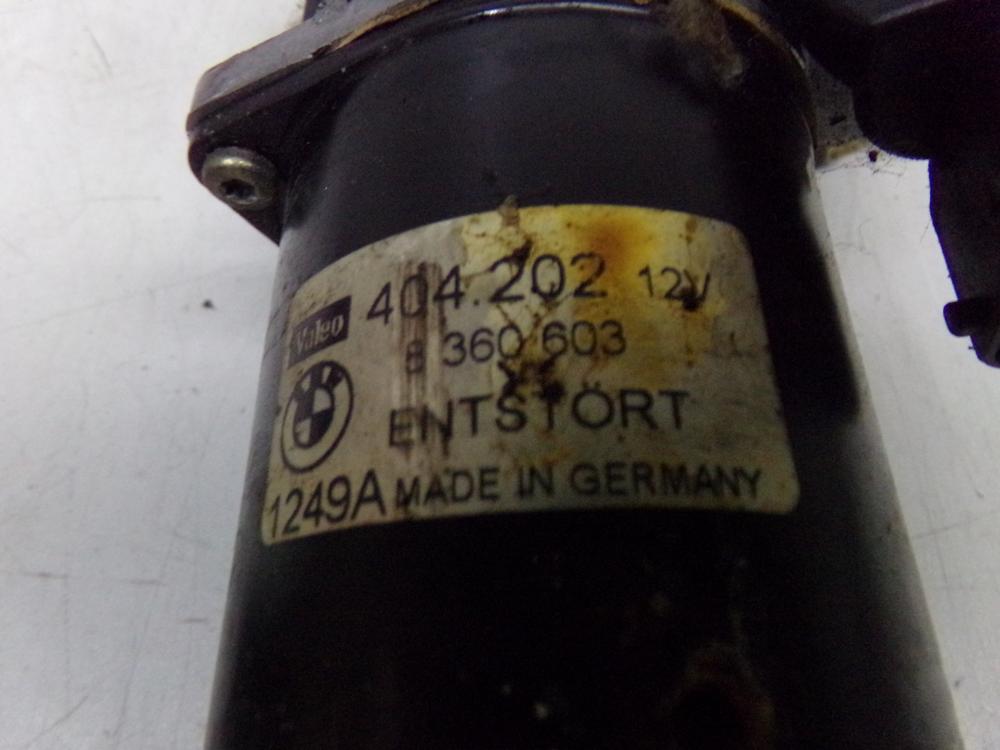 Valeo 404.202 12V
8 360 603
ENTSTÖRT
1249A MADE IN GERMANY